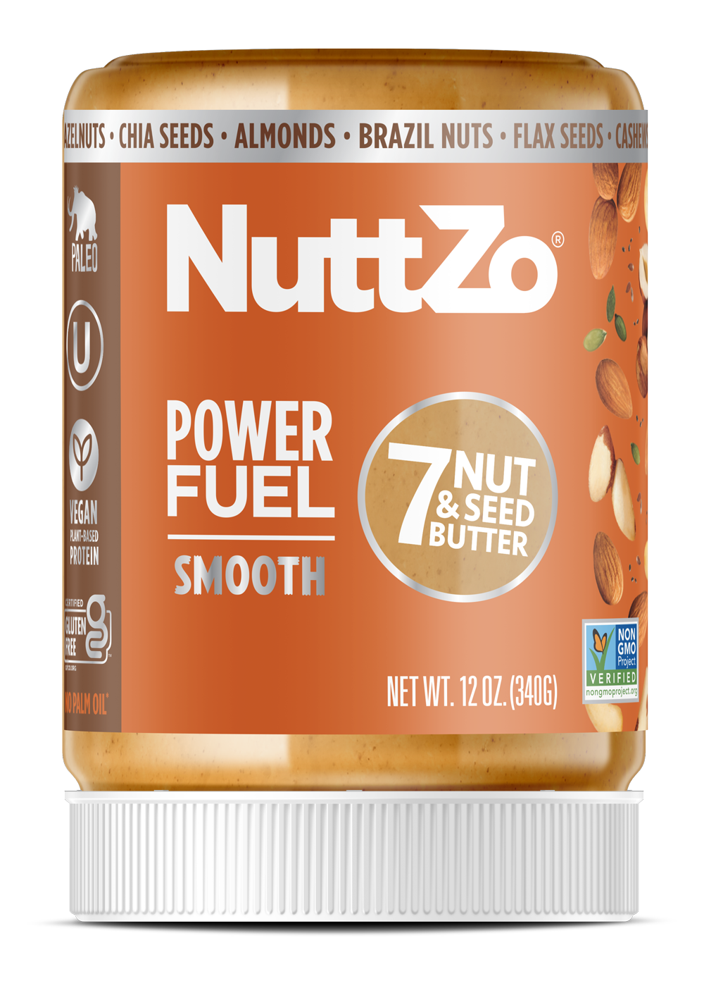 AZELNUTS • CHIA SEEDS • ALMONDS • BRAZIL NUTS • FLAX SEEDS • CASHEWS
NuttZo®
PALEO
U
VEGAN
PLANT-BASED
PROTEIN
CERTIFIED
GLUTEN
FREE
g
TM
NO PALM OIL*
POWER
FUEL
SMOOTH
7 NUT
& SEED
BUTTER
NET WT. 12 OZ. (340G)
NON
GMO
Project
VERIFIED
nongmoproject.org